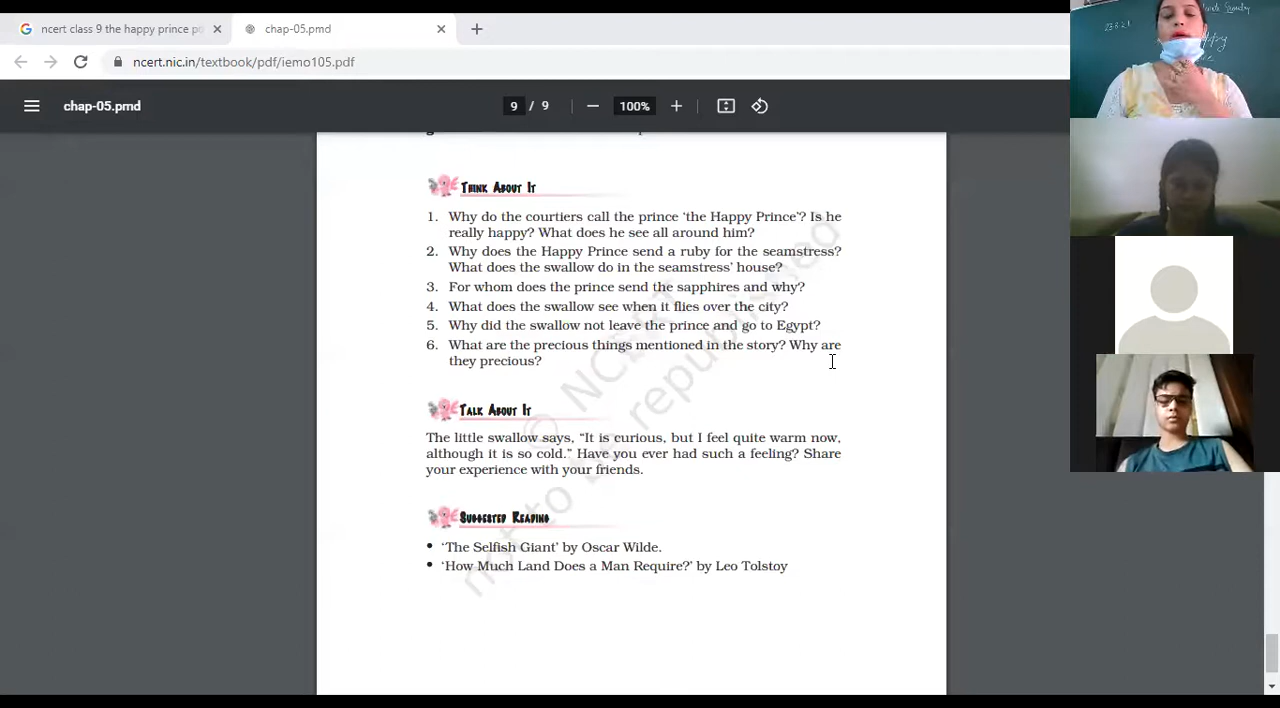 ncert class 9 the happy prince po
chap-05.pmd
ncert.nic.in/textbook/pdf/iemo105.pdf
chap-05.pmd
9 / 9
100%
THINK ABOUT IT
1. Why do the courtiers call the prince ‘the Happy Prince’? Is he
really happy? What does he see all around him?
2. Why does the Happy Prince send a ruby for the seamstress?
What does the swallow do in the seamstress’ house?
3. For whom does the prince send the sapphires and why?
4. What does the swallow see when it flies over the city?
5. Why did the swallow not leave the prince and go to Egypt?
6. What are the precious things mentioned in the story? Why are
they precious?
TALK ABOUT IT
The little swallow says, “It is curious, but I feel quite warm now,
although it is so cold.” Have you ever had such a feeling? Share
your experience with your friends.
SUGGESTED READING
• ‘The Selfish Giant’ by Oscar Wilde.
• ‘How Much Land Does a Man Require?’ by Leo Tolstoy
© NCERT
not to be republished